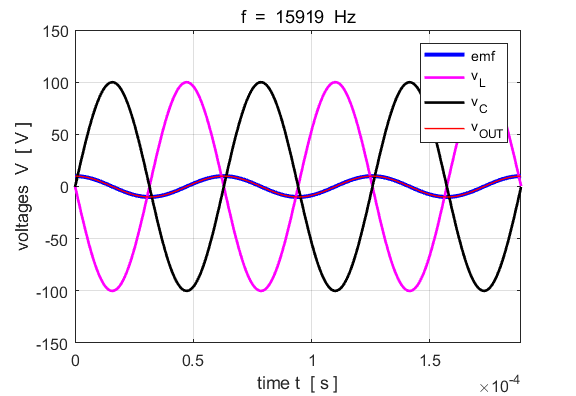 f = 15919 Hz
150
100
50
0
-50
-100
-150
voltages V [ V ]
emf
v_L
v_C
v_OUT
0 0.5 1 1.5
×10^-4
time t [ s ]